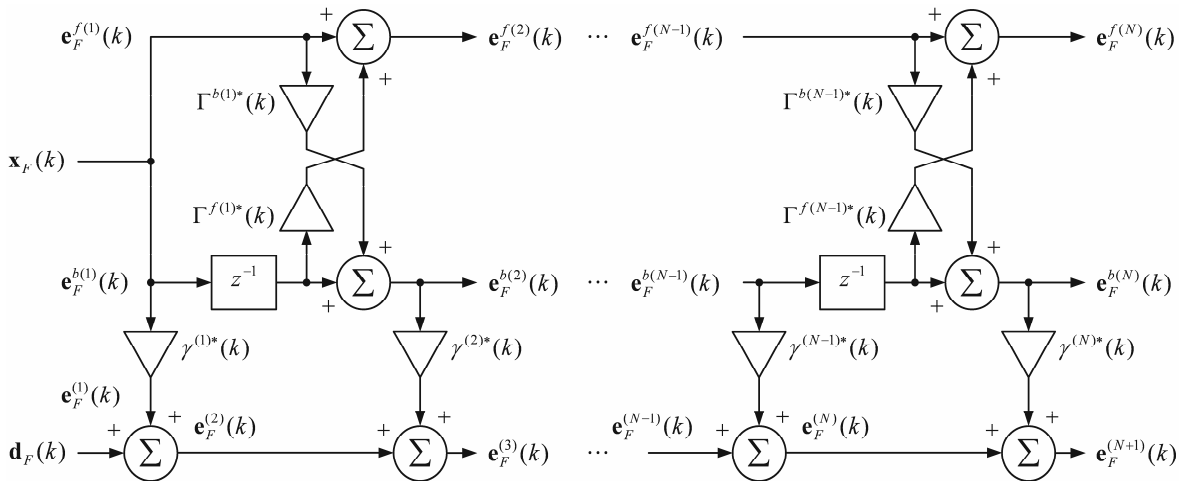 e_F^{f(1)}(k) + Σ e_F^{f(2)}(k) ⋯ e_F^{f(N−1)}(k) + Σ e_F^{f(N)}(k)
+ +
Γ^{b(1)*}(k) Γ^{b(N−1)*}(k)
x_F(k)
Γ^{f(1)*}(k) Γ^{f(N−1)*}(k)
+ +
e_F^{b(1)}(k) z^{−1} Σ e_F^{b(2)}(k) ⋯ e_F^{b(N−1)}(k) z^{−1} Σ e_F^{b(N)}(k)
+ +
γ^{(1)*}(k) γ^{(2)*}(k) γ^{(N−1)*}(k) γ^{(N)*}(k)
e_F^{(1)}(k)
+ + e_F^{(2)}(k) + + e_F^{(N−1)}(k) + + e_F^{(N)}(k) + +
d_F(k) Σ Σ e_F^{(3)}(k) ⋯ Σ Σ e_F^{(N+1)}(k)